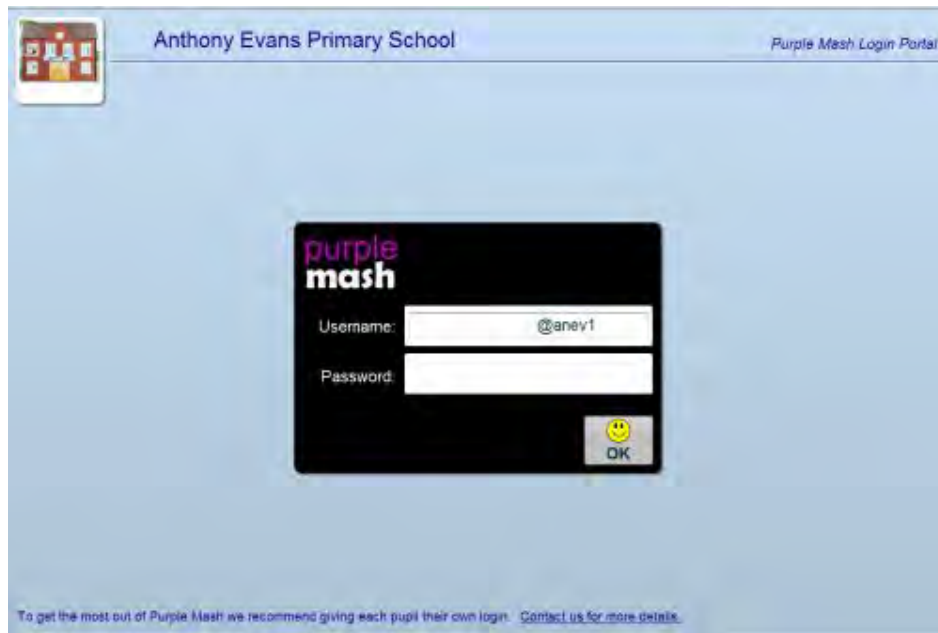 Anthony Evans Primary School
Purple Mash Login Portal
purple
mash
Username: @anev1
Password:
OK
To get the most out of Purple Mash we recommend giving each pupil their own login. Contact us for more details.